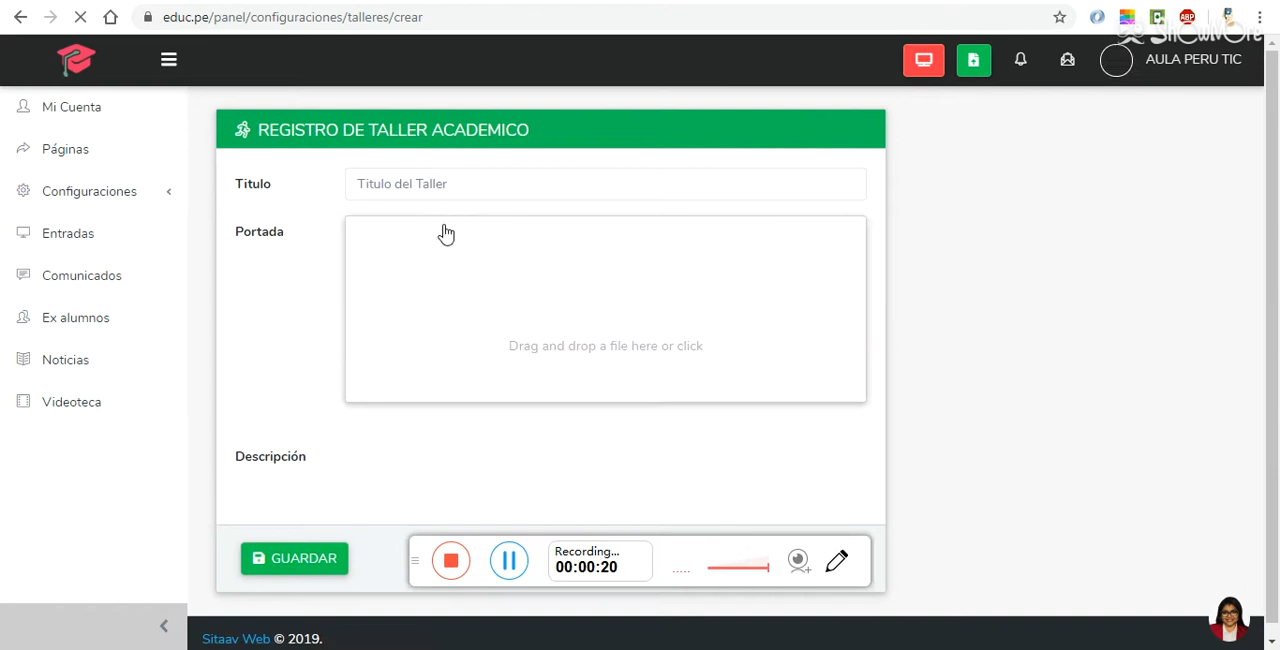 educ.pe/panel/configuraciones/talleres/crear
ABP
ShowMore
AULA PERU TIC
Mi Cuenta
Páginas
Configuraciones
Entradas
Comunicados
Ex alumnos
Noticias
Videoteca
REGISTRO DE TALLER ACADEMICO
Titulo
Titulo del Taller
Portada
Drag and drop a file here or click
Descripción
GUARDAR
Recording...
00:00:20
Sitaav Web © 2019.